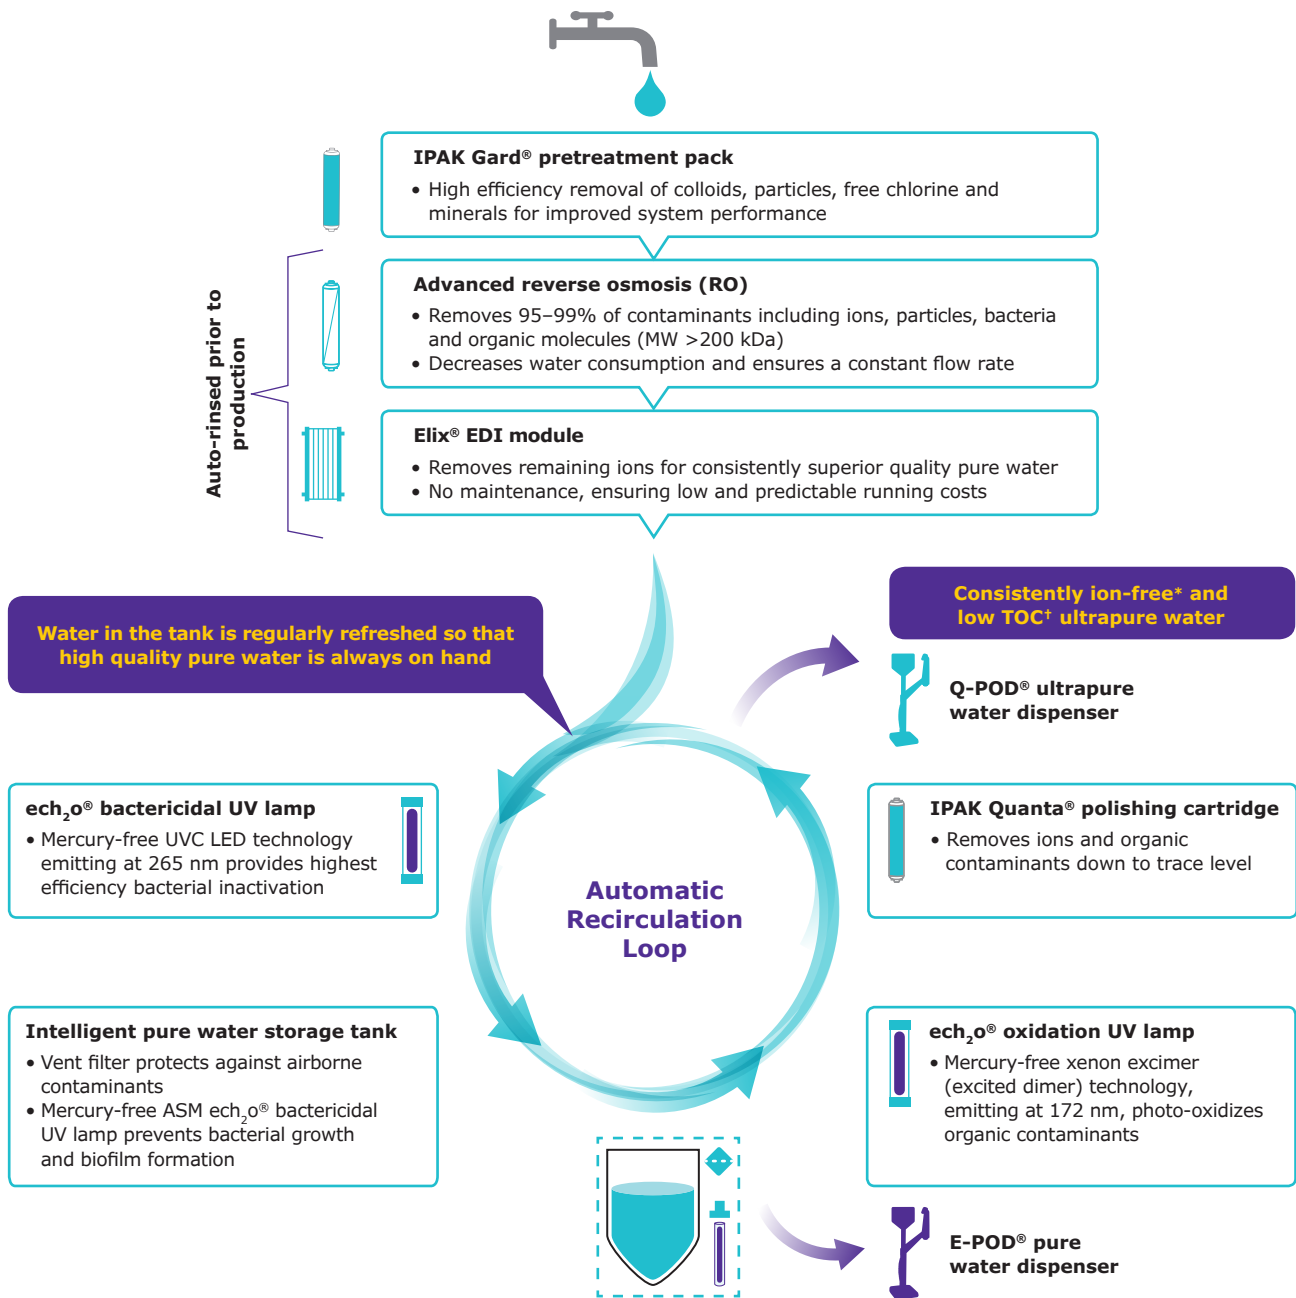 IPAK Gard® pretreatment pack
• High efficiency removal of colloids, particles, free chlorine and
minerals for improved system performance
Auto-rinsed prior to
production
Advanced reverse osmosis (RO)
• Removes 95–99% of contaminants including ions, particles, bacteria
and organic molecules (MW >200 kDa)
• Decreases water consumption and ensures a constant flow rate
Elix® EDI module
• Removes remaining ions for consistently superior quality pure water
• No maintenance, ensuring low and predictable running costs
Water in the tank is regularly refreshed so that
high quality pure water is always on hand
Consistently ion-free* and
low TOC† ultrapure water
Q-POD® ultrapure
water dispenser
ech₂o® bactericidal UV lamp
• Mercury-free UVC LED technology
emitting at 265 nm provides highest
efficiency bacterial inactivation
IPAK Quanta® polishing cartridge
• Removes ions and organic
contaminants down to trace level
Automatic
Recirculation
Loop
Intelligent pure water storage tank
• Vent filter protects against airborne
contaminants
• Mercury-free ASM ech₂o® bactericidal
UV lamp prevents bacterial growth
and biofilm formation
ech₂o® oxidation UV lamp
• Mercury-free xenon excimer
(excited dimer) technology,
emitting at 172 nm, photo-oxidizes
organic contaminants
E-POD® pure
water dispenser